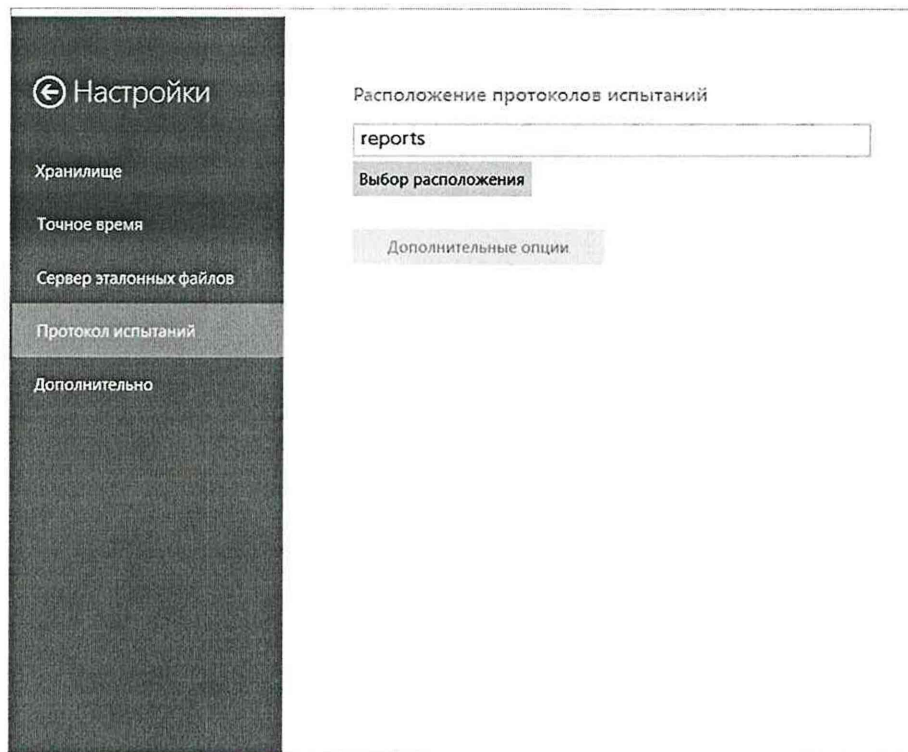 Настройки
Хранилище
Точное время
Сервер эталонных файлов
Протокол испытаний
Дополнительно
Расположение протоколов испытаний
reports
Выбор расположения
Дополнительные опции